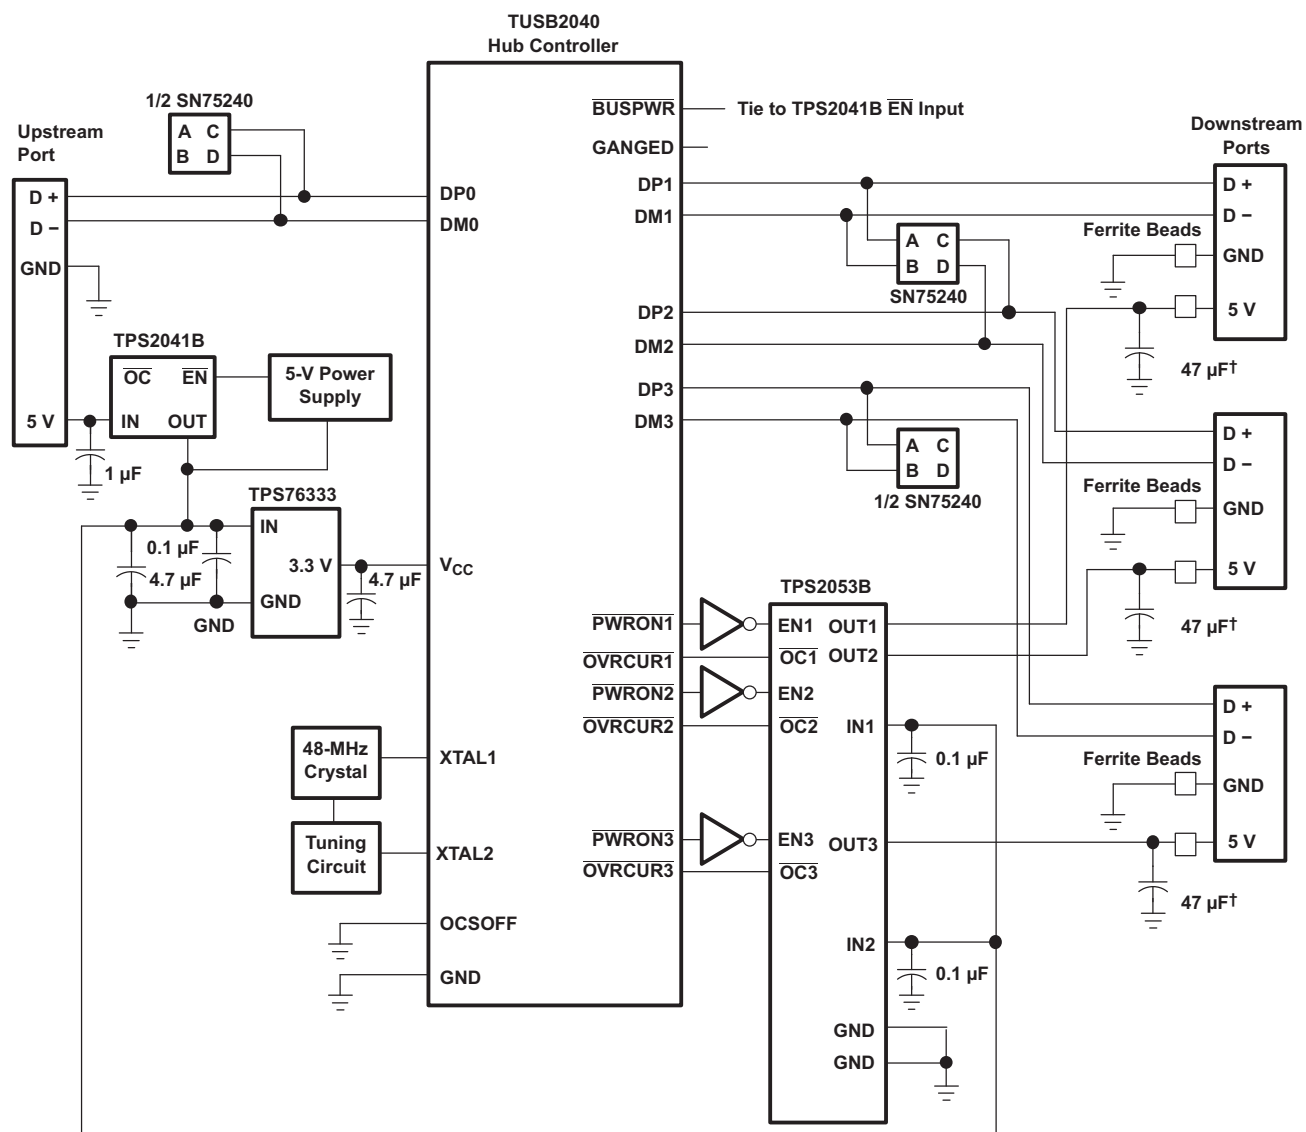 TUSB2040
Hub Controller
1/2 SN75240
A C
B D
Upstream
Port
D +
D −
GND
5 V
BUSPWR
Tie to TPS2041B EN Input
GANGED
Downstream
Ports
DP0
DM0
DP1
DM1
D +
D −
Ferrite Beads
GND
5 V
A C
B D
SN75240
DP2
DM2
47 µF†
TPS2041B
OC EN
IN
OUT
5-V Power
Supply
1 µF
DP3
DM3
A C
B D
1/2 SN75240
D +
D −
Ferrite Beads
GND
5 V
47 µF†
TPS76333
IN
0.1 µF
4.7 µF
3.3 V
GND
GND
4.7 µF
VCC
TPS2053B
PWRON1
EN1
OUT1
OVRCUR1
OC1
OUT2
PWRON2
EN2
OVRCUR2
OC2
IN1
0.1 µF
D +
D −
Ferrite Beads
GND
5 V
47 µF†
48-MHz
Crystal
XTAL1
Tuning
Circuit
XTAL2
PWRON3
EN3
OUT3
OVRCUR3
OC3
OCSOFF
GND
IN2
0.1 µF
GND
GND